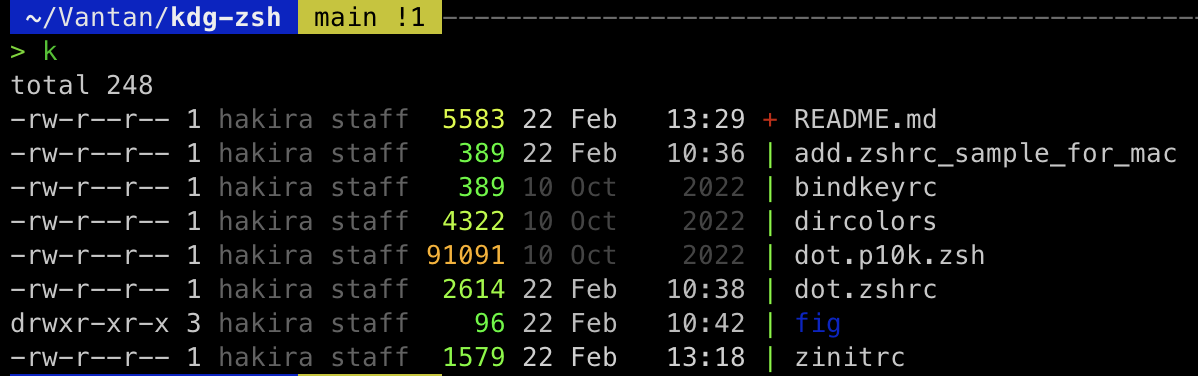 ~/Vantan/kdg-zsh main !1
> k
total 248
-rw-r--r-- 1 hakira staff 5583 22 Feb 13:29 + README.md
-rw-r--r-- 1 hakira staff 389 22 Feb 10:36 | add.zshrc_sample_for_mac
-rw-r--r-- 1 hakira staff 389 10 Oct 2022 | bindkeyrc
-rw-r--r-- 1 hakira staff 4322 10 Oct 2022 | dircolors
-rw-r--r-- 1 hakira staff 91091 10 Oct 2022 | dot.p10k.zsh
-rw-r--r-- 1 hakira staff 2614 22 Feb 10:38 | dot.zshrc
drwxr-xr-x 3 hakira staff 96 22 Feb 10:42 | fig
-rw-r--r-- 1 hakira staff 1579 22 Feb 13:18 | zinitrc